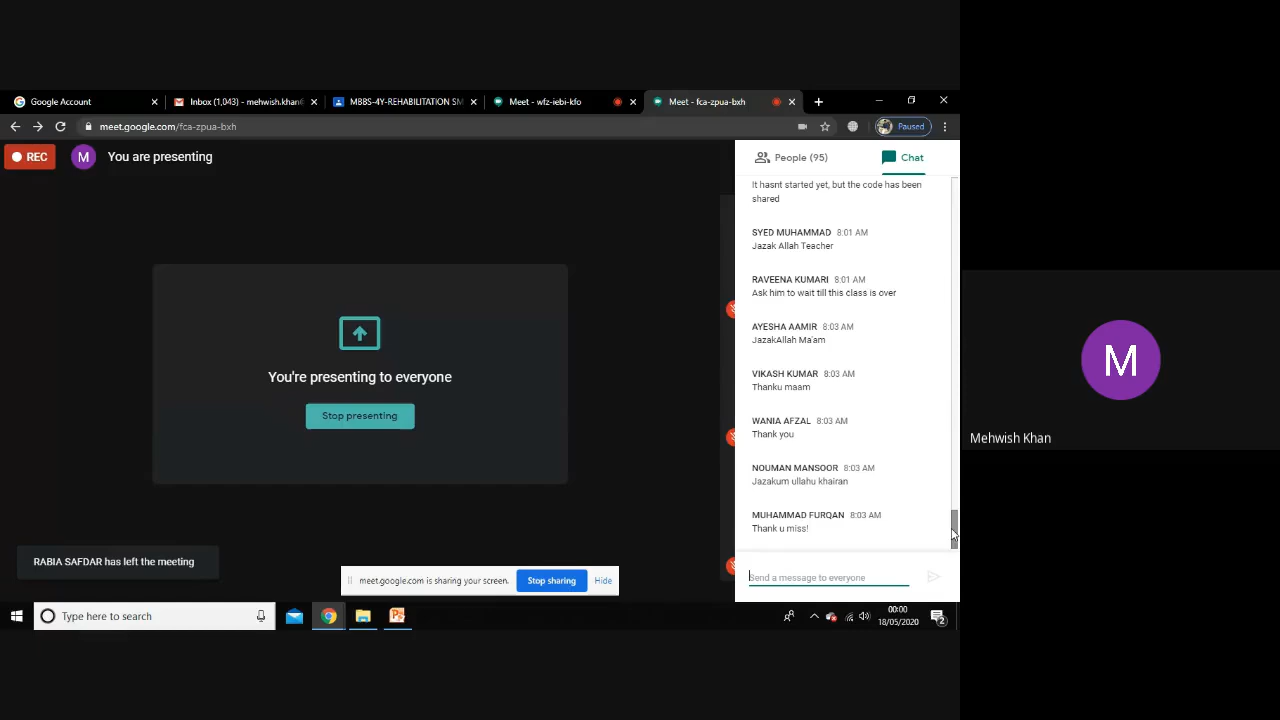 Google Account
Inbox (1,043) - mehwish.khan@
MBBS-4Y-REHABILITATION SM
Meet - wfz-iebi-kfo
Meet - fca-zpua-bxh
meet.google.com/fca-zpua-bxh
Paused
REC
M
You are presenting
People (95)
Chat
It hasnt started yet, but the code has been
shared
SYED MUHAMMAD 8:01 AM
Jazak Allah Teacher
RAVEENA KUMARI 8:01 AM
Ask him to wait till this class is over
AYESHA AAMIR 8:03 AM
JazakAllah Ma'am
VIKASH KUMAR 8:03 AM
Thanku maam
WANIA AFZAL 8:03 AM
Thank you
NOUMAN MANSOOR 8:03 AM
Jazakum ullahu khairan
MUHAMMAD FURQAN 8:03 AM
Thank u miss!
Send a message to everyone
You're presenting to everyone
Stop presenting
RABIA SAFDAR has left the meeting
meet.google.com is sharing your screen.
Stop sharing
Hide
Type here to search
00:00
18/05/2020
2
M
Mehwish Khan